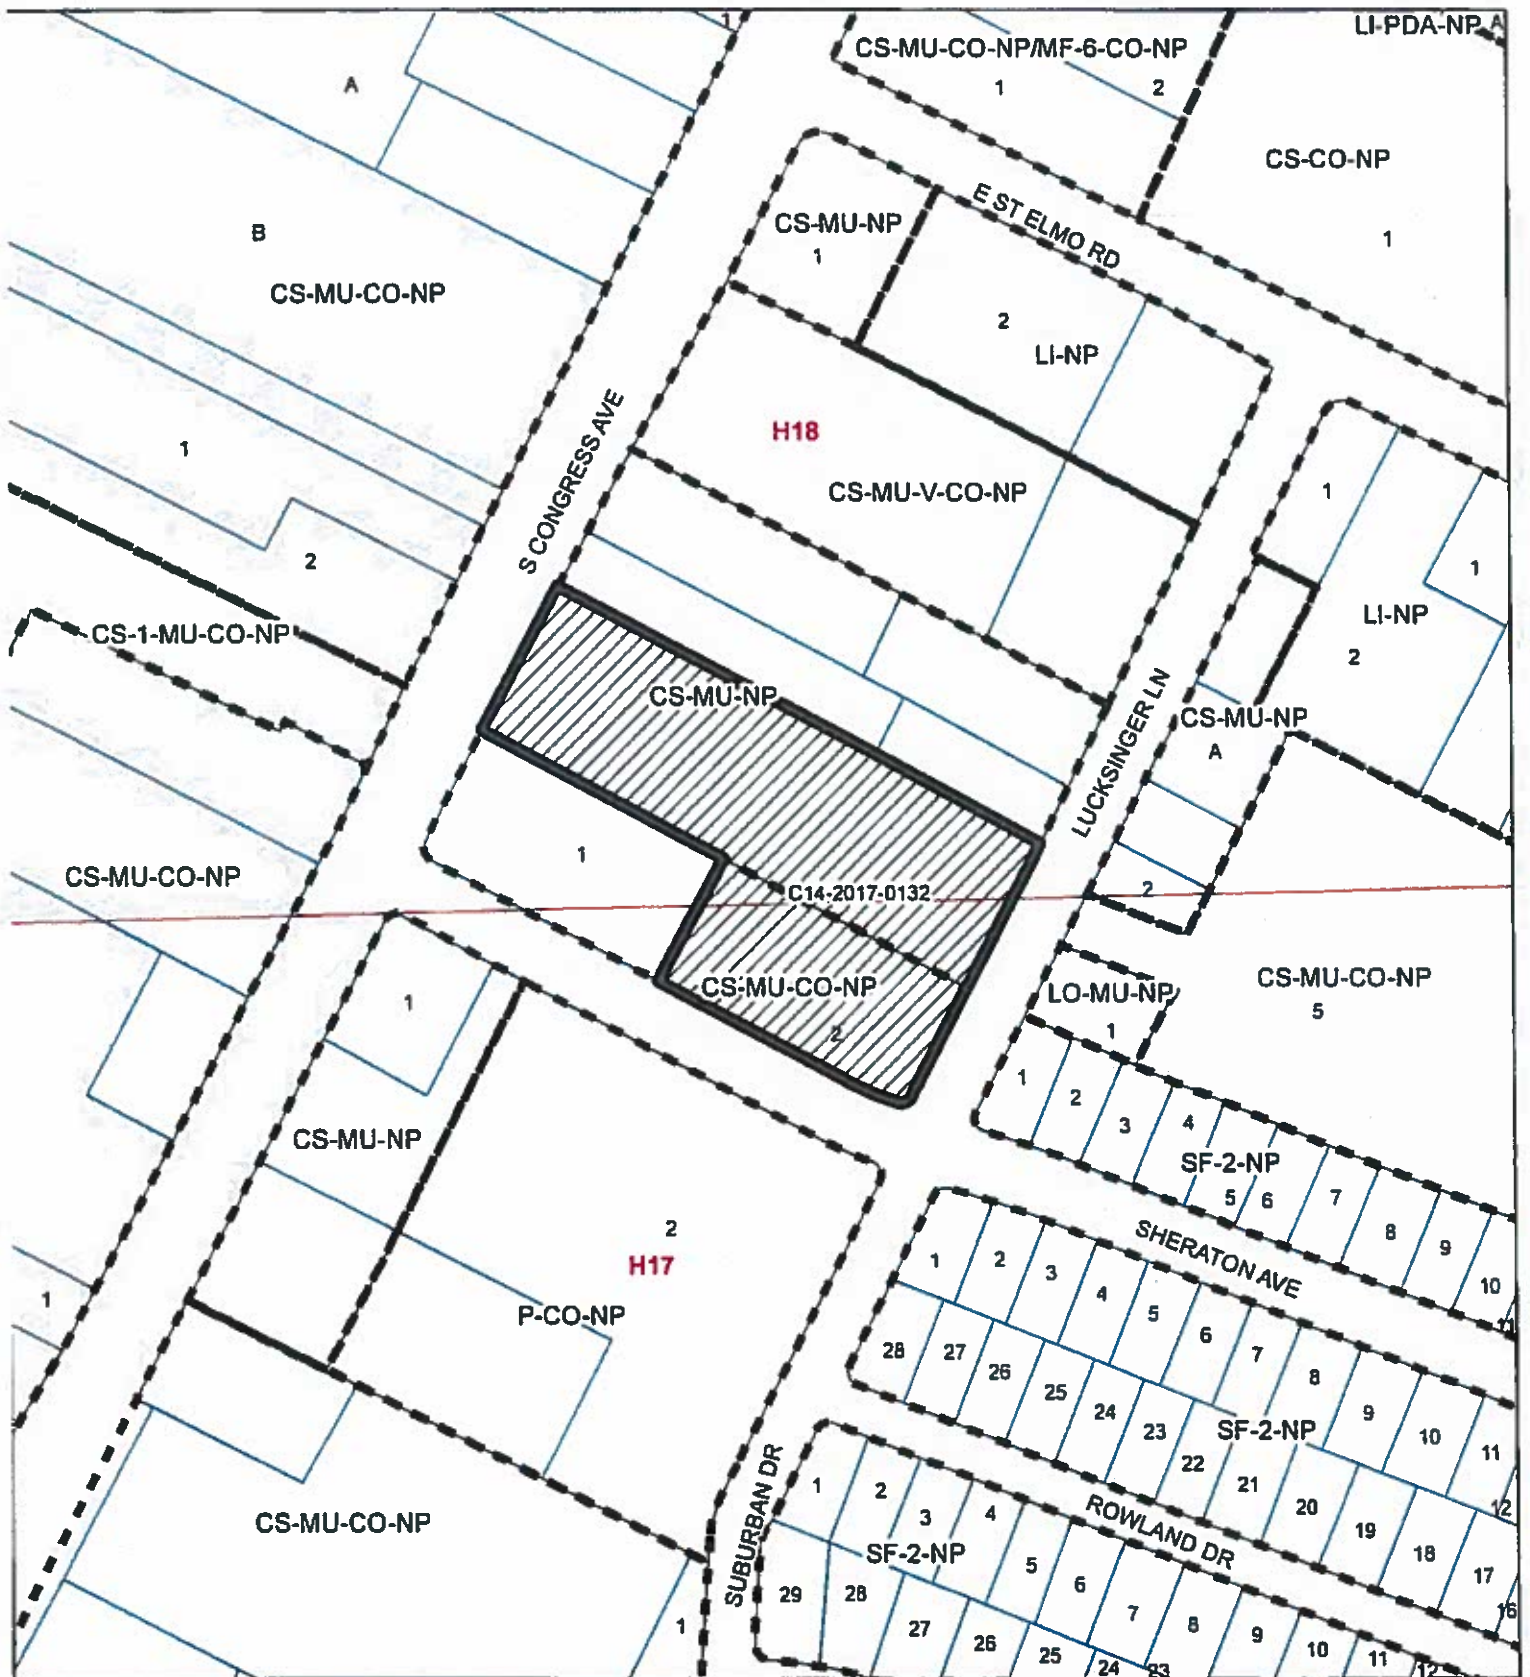 1
LI-PDA-NP
A
CS-MU-CO-NP/MF-6-CO-NP
1
2
A
CS-CO-NP
1
E ST ELMO RD
CS-MU-NP
1
B
CS-MU-CO-NP
2
LI-NP
S CONGRESS AVE
H18
CS-MU-V-CO-NP
1
1
2
1
LI-NP
2
CS-1-MU-CO-NP
CS-MU-NP
LUCKSINGER LN
CS-MU-NP
A
1
CS-MU-CO-NP
C14-2017-0132
2
CS-MU-CO-NP
2
LO-MU-NP
1
CS-MU-CO-NP
5
1
CS-MU-NP
1
2
3
4
SF-2-NP
5
6
7
8
9
10
11
SHERATON AVE
2
H17
P-CO-NP
1
1
2
3
4
5
6
7
8
9
10
11
12
28
27
26
25
24
23
22
21
20
19
18
17
16
SF-2-NP
ROWLAND DR
SUBURBAN DR
CS-MU-CO-NP
1
1
2
3
4
5
6
7
8
9
10
11
12
SF-2-NP
29
28
27
26
25
24
23